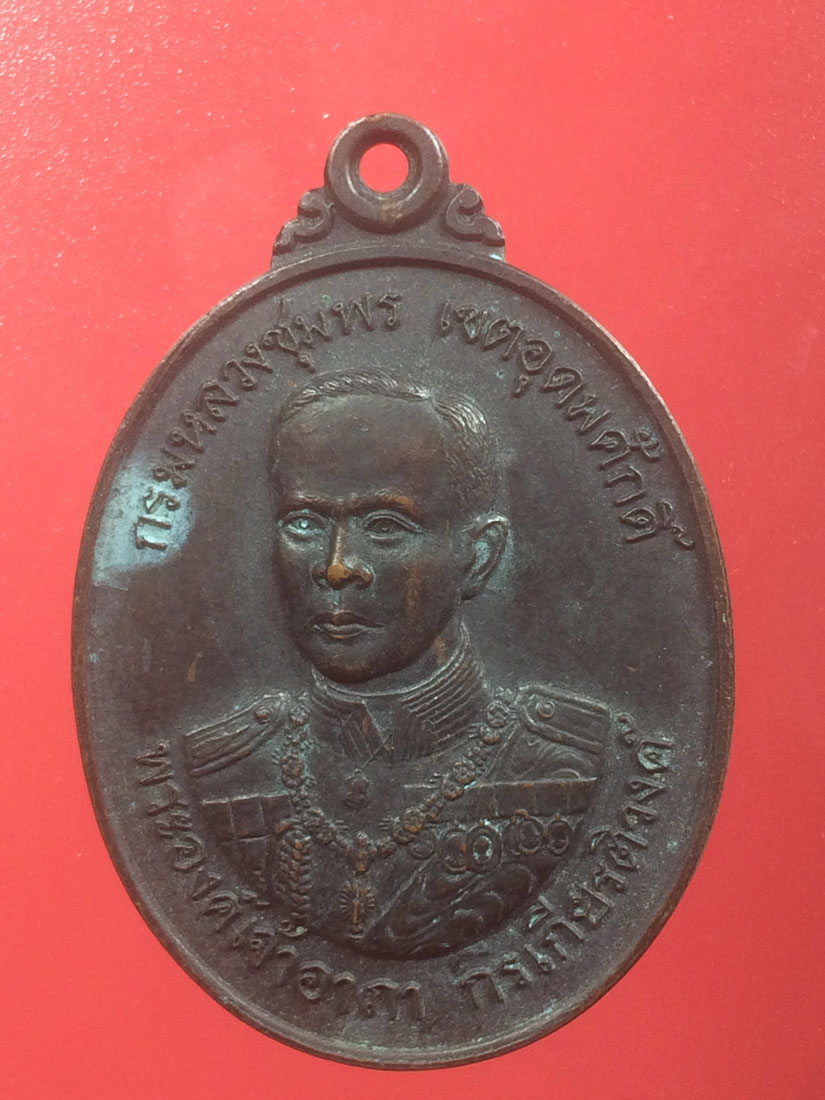 กรมหลวงชุมพร เขตอุดมศักดิ์
พระองค์เจ้าอาภา กรเกียรติวงศ์